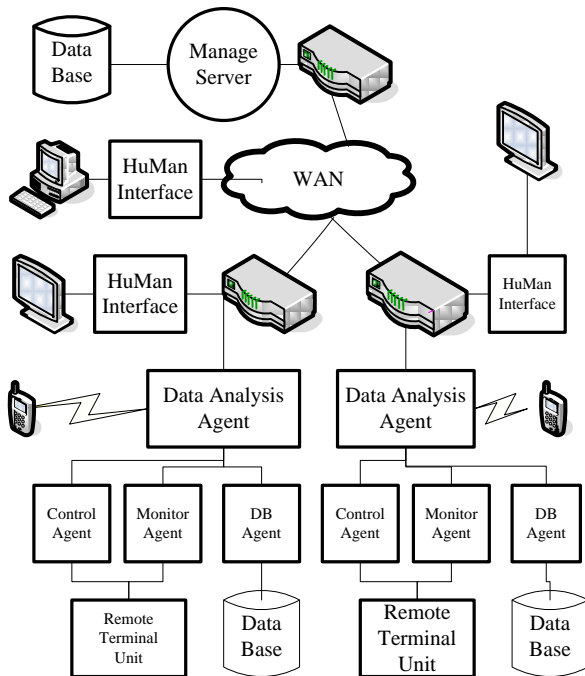 Data
Base
Manage
Server
HuMan
Interface
WAN
HuMan
Interface
HuMan
Interface
Data Analysis
Agent
Data Analysis
Agent
Control
Agent
Monitor
Agent
DB
Agent
Control
Agent
Monitor
Agent
DB
Agent
Remote
Terminal
Unit
Data
Base
Remote
Terminal
Unit
Data
Base